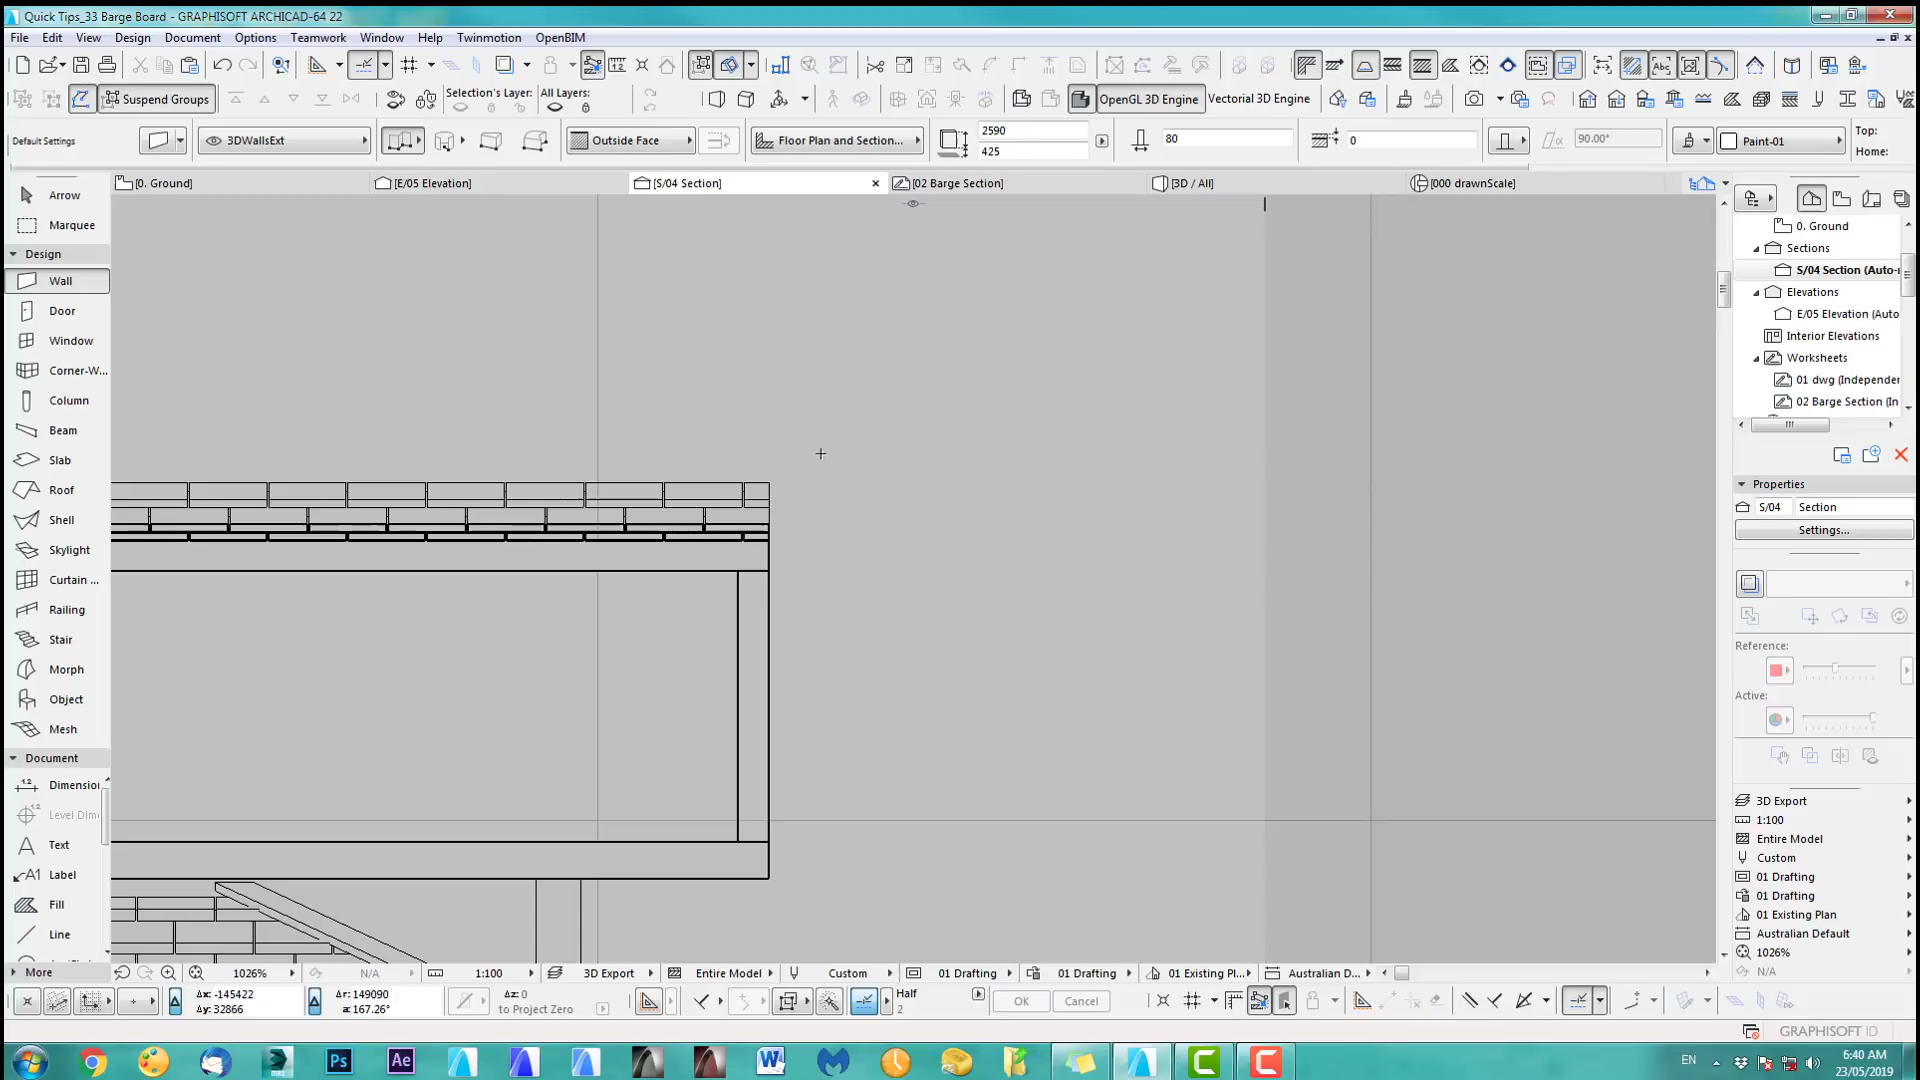 Quick Tips_33 Barge Board - GRAPHISOFT ARCHICAD-64 22
File Edit View Design Document Options Teamwork Window Help Twinmotion OpenBIM
Suspend Groups
Selection's Layer:
All Layers:
OpenGL 3D Engine
Vectorial 3D Engine
Default Settings
3DWallsExt
Outside Face
Floor Plan and Section...
2590
425
80
0
90.00°
Paint-01
Top:
Home:
[0. Ground]
[E/05 Elevation]
[S/04 Section]
[02 Barge Section]
[3D / All]
[000 drawnScale]
Arrow
Marquee
Design
Wall
Door
Window
Corner-W...
Column
Beam
Slab
Roof
Shell
Skylight
Curtain ...
Railing
Stair
Morph
Object
Mesh
Document
Dimension
Level Dim
Text
Label
Fill
Line
More
0. Ground
Sections
S/04 Section (Auto-
Elevations
E/05 Elevation (Auto
Interior Elevations
Worksheets
01 dwg (Independen
02 Barge Section (In
Properties
S/04
Section
Settings...
Reference:
Active:
3D Export
1:100
Entire Model
Custom
01 Drafting
01 Drafting
01 Existing Plan
Australian Default
1026%
N/A
1026%
N/A
1:100
3D Export
Entire Model
Custom
01 Drafting
01 Drafting
01 Existing Pl...
Australian D...
Δx: -145422
Δy: 32866
Δr: 149090
a: 167.26°
Δz: 0
to Project Zero
Half
2
OK
Cancel
GRAPHISOFT ID
EN
6:40 AM
23/05/2019